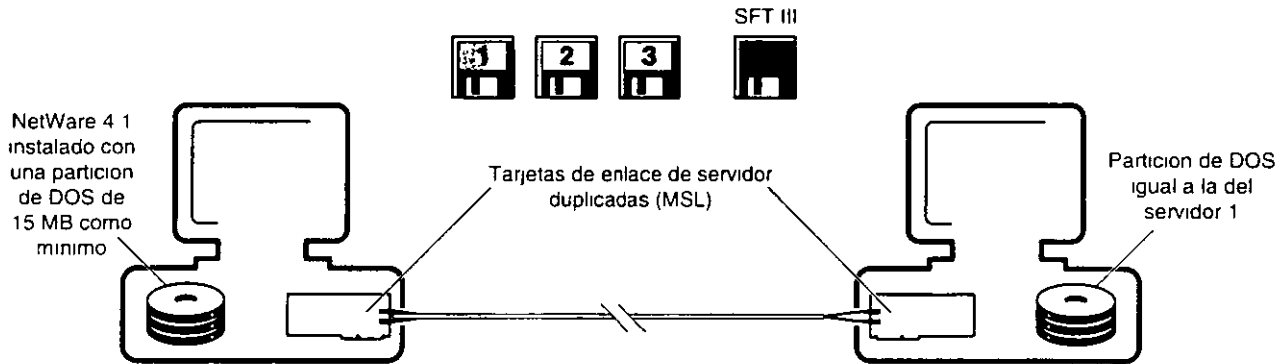 SFT III
1 2 3
NetWare 4 1
instalado con
una particion
de DOS de
15 MB como
minimo
Tarjetas de enlace de servidor
duplicadas (MSL)
Particion de DOS
igual a la del
servidor 1